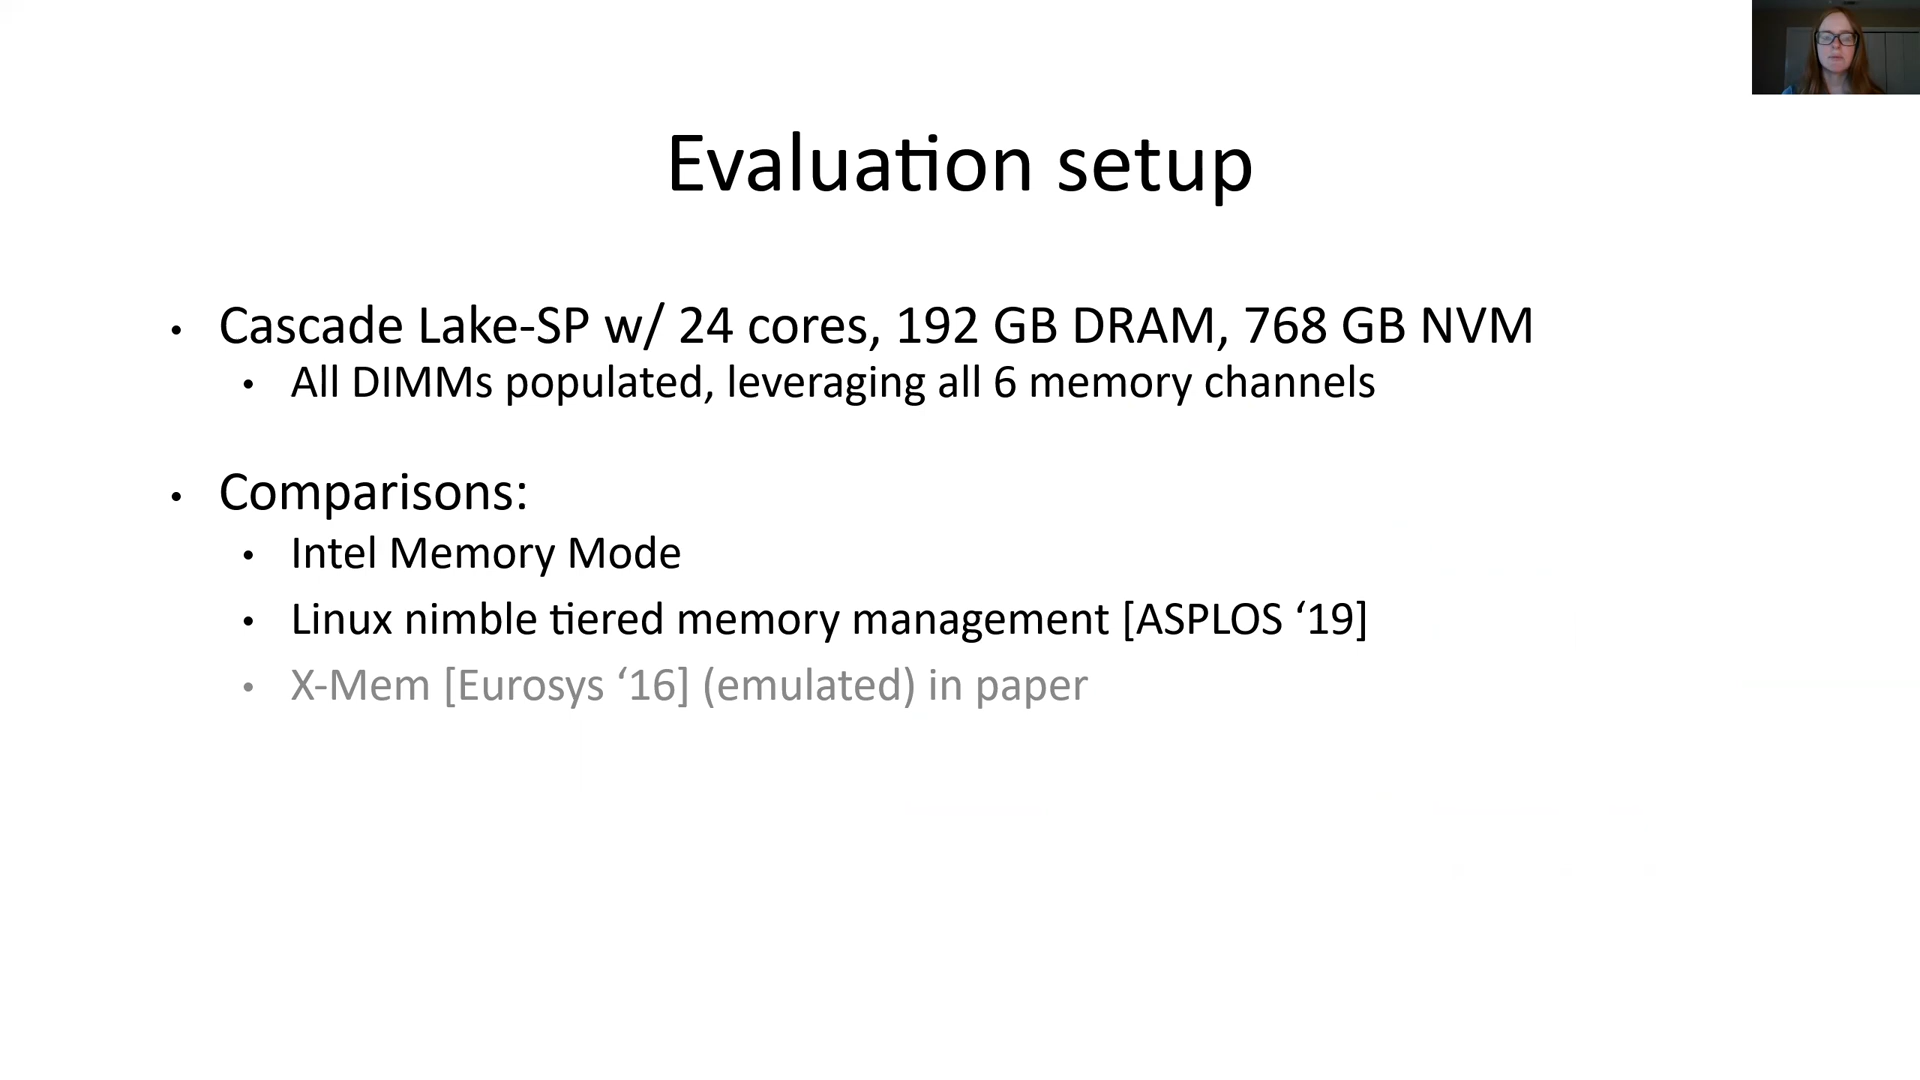 Evaluation setup
• Cascade Lake-SP w/ 24 cores, 192 GB DRAM, 768 GB NVM
• All DIMMs populated, leveraging all 6 memory channels
• Comparisons:
• Intel Memory Mode
• Linux nimble tiered memory management [ASPLOS ‘19]
• X-Mem [Eurosys ‘16] (emulated) in paper